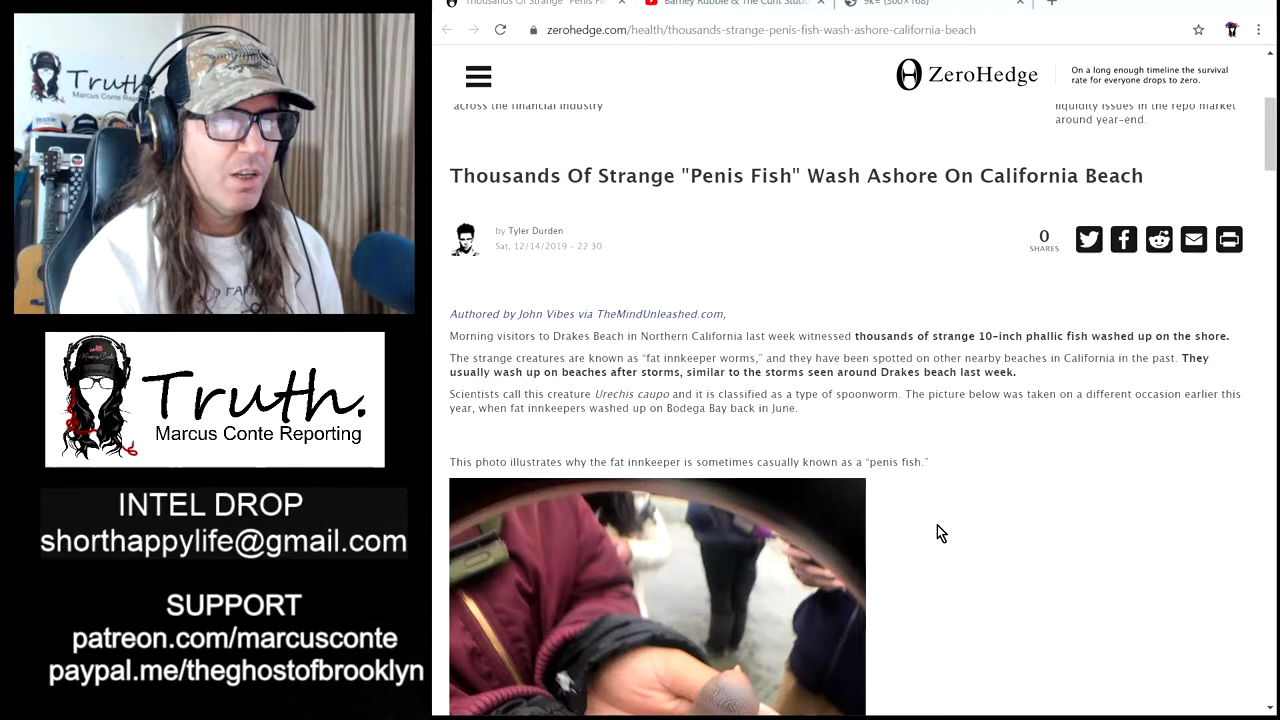 Truth.
Marcus Conte Repor
Truth.
Marcus Conte Reporting
INTEL DROP
shorthappylife@gmail.com
SUPPORT
patreon.com/marcusconte
paypal.me/theghostofbrooklyn
Thousands Of Strange "Penis Fis
zerohedge.com/health/thousands-strange-penis-fish-wash-ashore-california-beach
ZeroHedge
On a long enough timeline the survival
rate for everyone drops to zero.
across the financial industry
liquidity issues in the repo market
around year-end.
Thousands Of Strange "Penis Fish" Wash Ashore On California Beach
by Tyler Durden
Sat, 12/14/2019 - 22:30
0
SHARES
Authored by John Vibes via TheMindUnleashed.com,
Morning visitors to Drakes Beach in Northern California last week witnessed thousands of strange 10-inch phallic fish washed up on the shore.
The strange creatures are known as “fat innkeeper worms,” and they have been spotted on other nearby beaches in California in the past. They
usually wash up on beaches after storms, similar to the storms seen around Drakes beach last week.
Scientists call this creature Urechis caupo and it is classified as a type of spoonworm. The picture below was taken on a different occasion earlier this
year, when fat innkeepers washed up on Bodega Bay back in June.
This photo illustrates why the fat innkeeper is sometimes casually known as a “penis fish.”